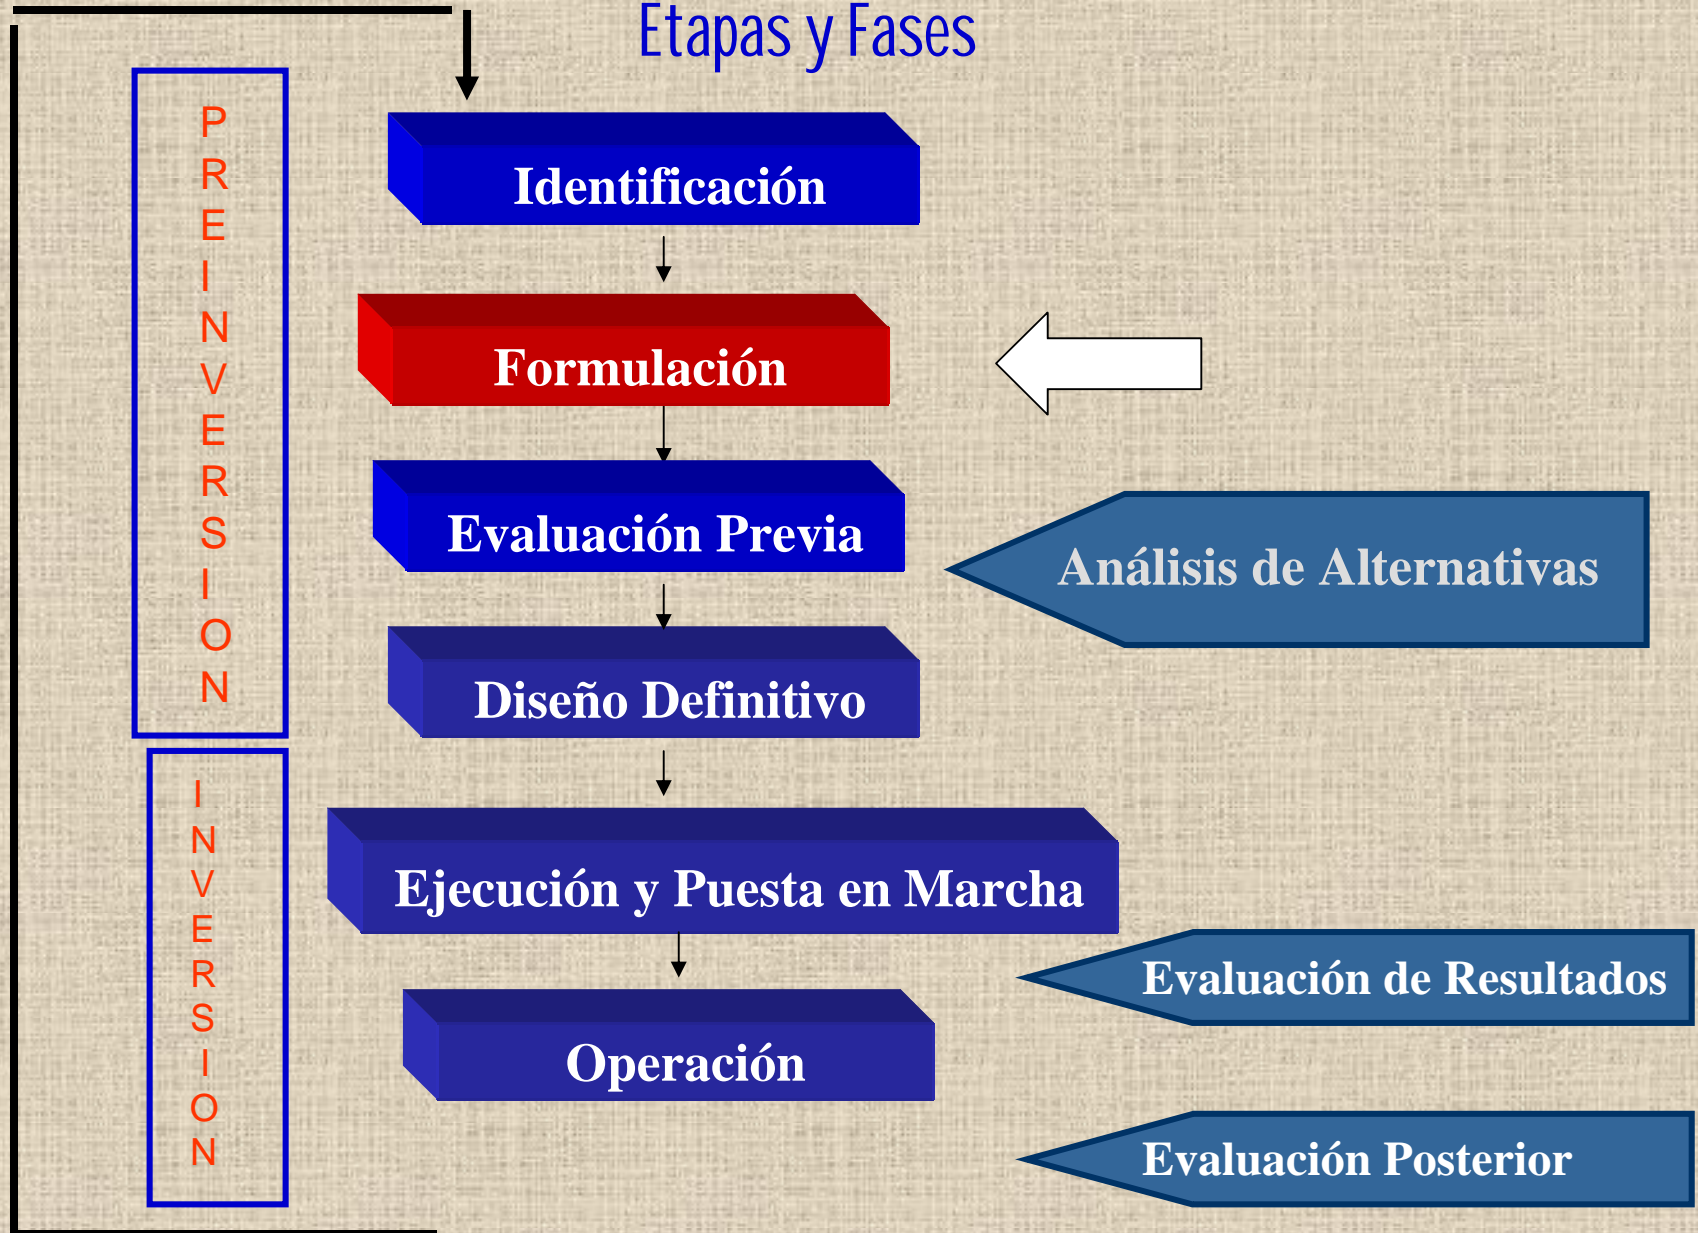 Etapas y Fases
PREINVERSION
Identificación
Formulación
Evaluación Previa
Análisis de Alternativas
Diseño Definitivo
INVERSION
Ejecución y Puesta en Marcha
Evaluación de Resultados
Operación
Evaluación Posterior